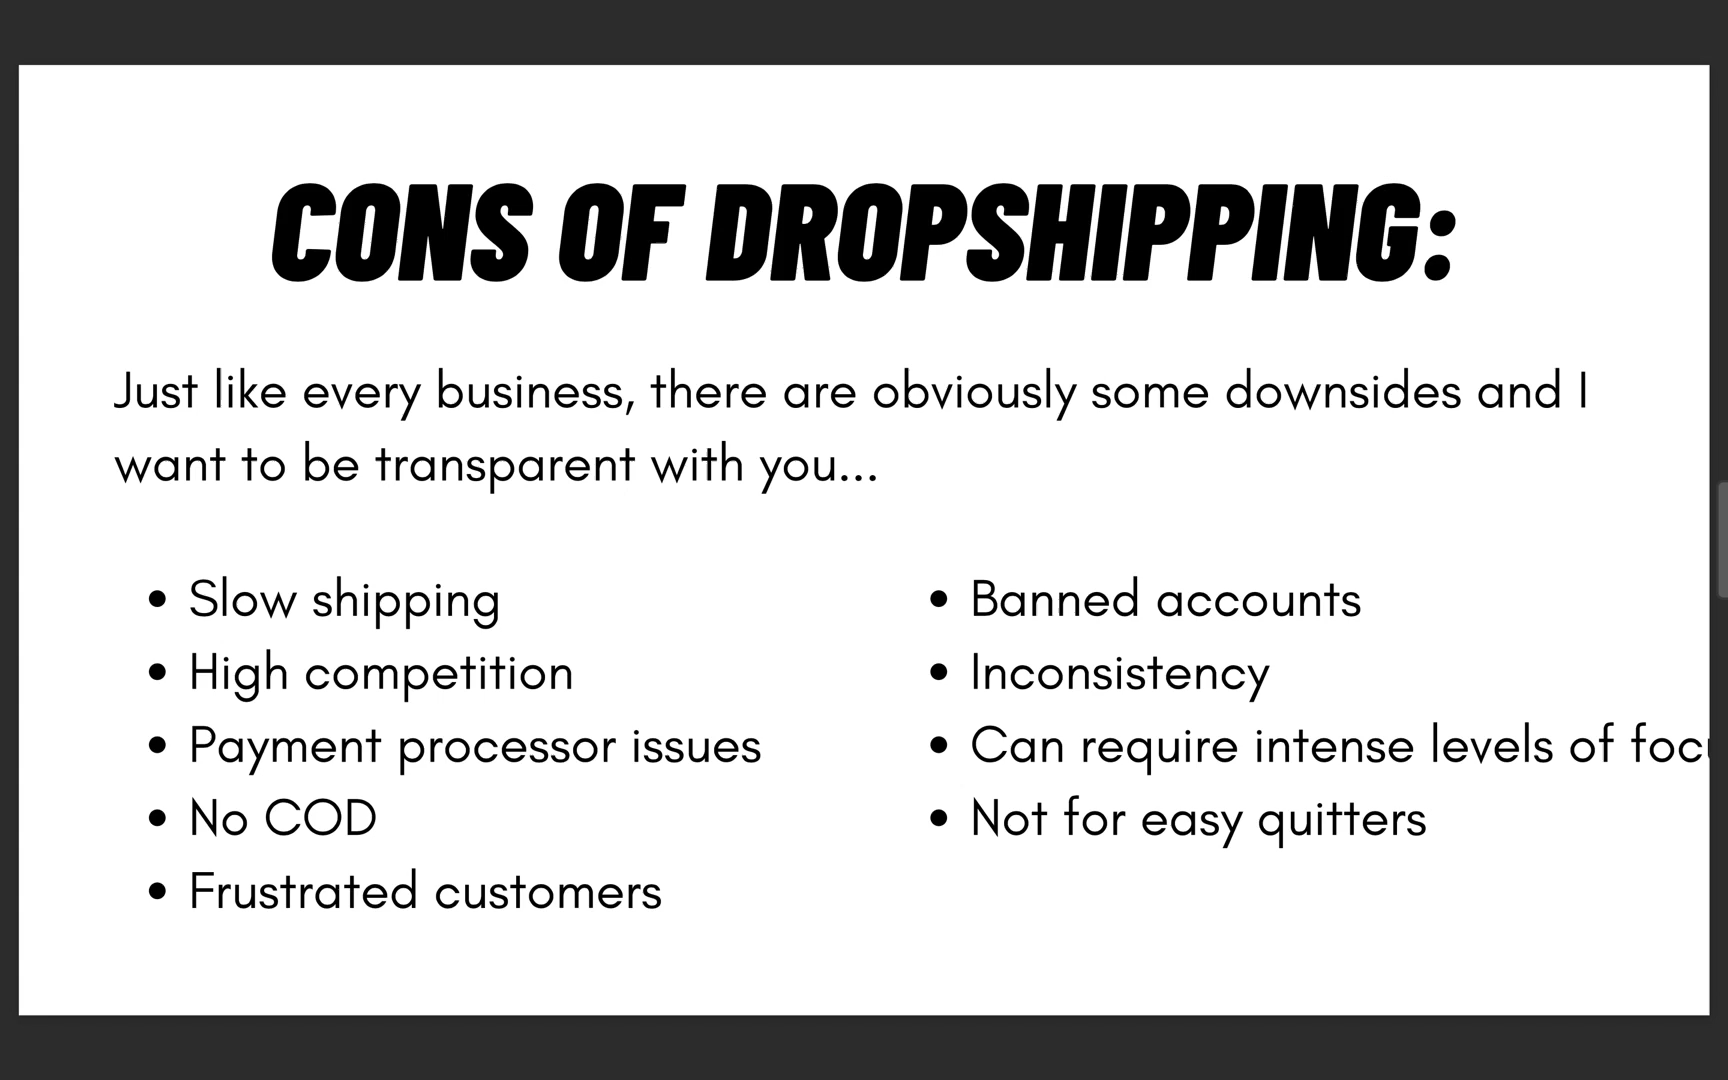 CONS OF DROPSHIPPING:
Just like every business, there are obviously some downsides and I
want to be transparent with you...
• Slow shipping
• High competition
• Payment processor issues
• No COD
• Frustrated customers
• Banned accounts
• Inconsistency
• Can require intense levels of
• Not for easy quitters